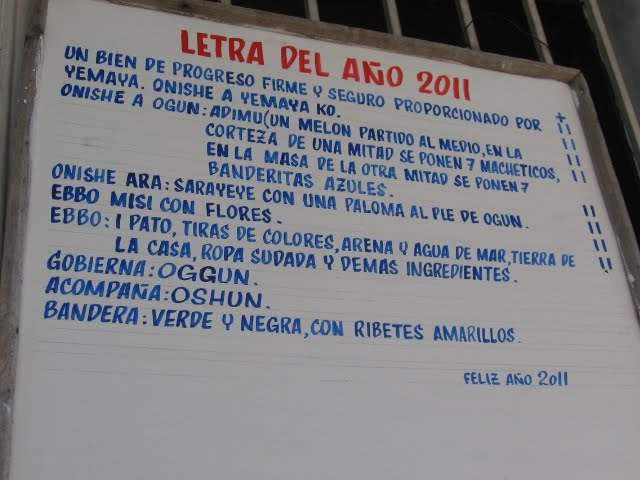 LETRA DEL AÑO 2011
UN BIEN DE PROGRESO FIRME Y SEGURO PROPORCIONADO POR
YEMAYA. ONISHE A YEMAYA KO.
ONISHE A OGUN: ADIMU(UN MELON PARTIDO AL MEDIO, EN LA
CORTEZA DE UNA MITAD SE PONEN 7 MACHETICOS,
EN LA MASA DE LA OTRA MITAD SE PONEN 7
BANDERITAS AZULES.
ONISHE ARA: SARAYEYE CON UNA PALOMA AL PIE DE OGUN.
EBBO MISI CON FLORES.
EBBO: 1 PATO, TIRAS DE COLORES, ARENA Y AGUA DE MAR, TIERRA DE
LA CASA, ROPA SUDADA Y DEMAS INGREDIENTES.
GOBIERNA: OGGUN.
ACOMPAÑA: OSHUN.
BANDERA: VERDE Y NEGRA, CON RIBETES AMARILLOS.
FELIZ AÑO 2011
+
I I
I I
I I
I I
I I
I I
I I
I I